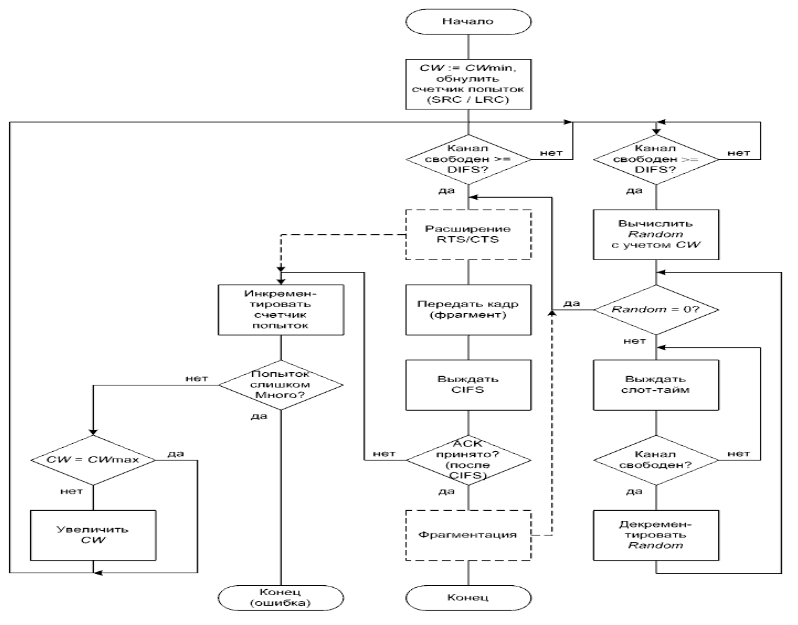 Начало
CW := CWmin,
обнулить
счетчик попыток
(SRC / LRC)
Канал
свободен >=
DIFS?
нет
да
Канал
свободен >=
DIFS?
нет
да
Расширение
RTS/CTS
Вычислить
Random
с учетом CW
Инкремен-
тировать
счетчик
попыток
Передать кадр
(фрагмент)
да
Random = 0?
нет
Попыток
слишком
Много?
нет
да
Выждать
CIFS
Выждать
слот-тайм
CW = CWmax
да
нет
ACK
принято?
(после
CIFS)
нет
да
Канал
свободен?
нет
да
Увеличить
CW
Фрагментация
Декремен-
тировать
Random
Конец
(ошибка)
Конец